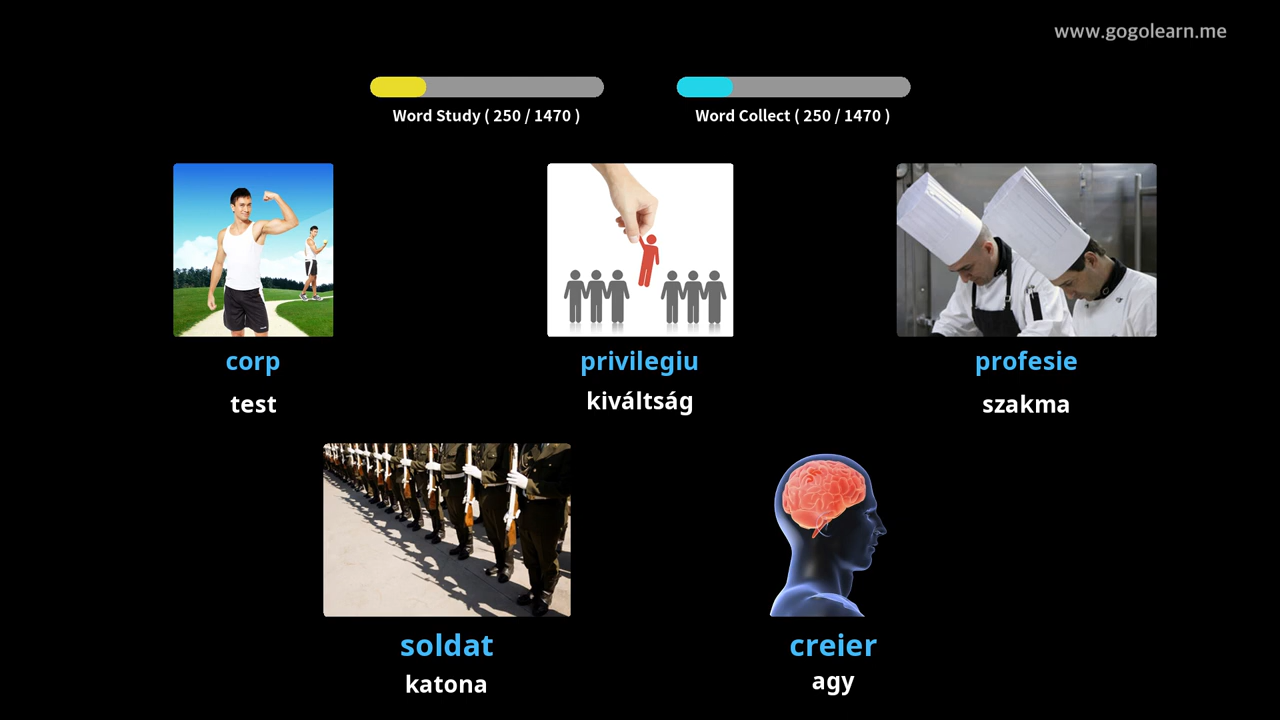 www.gogolearn.me
Word Study ( 250 / 1470 )
Word Collect ( 250 / 1470 )
corp
privilegiu
profesie
test
kiváltság
szakma
soldat
creier
katona
agy